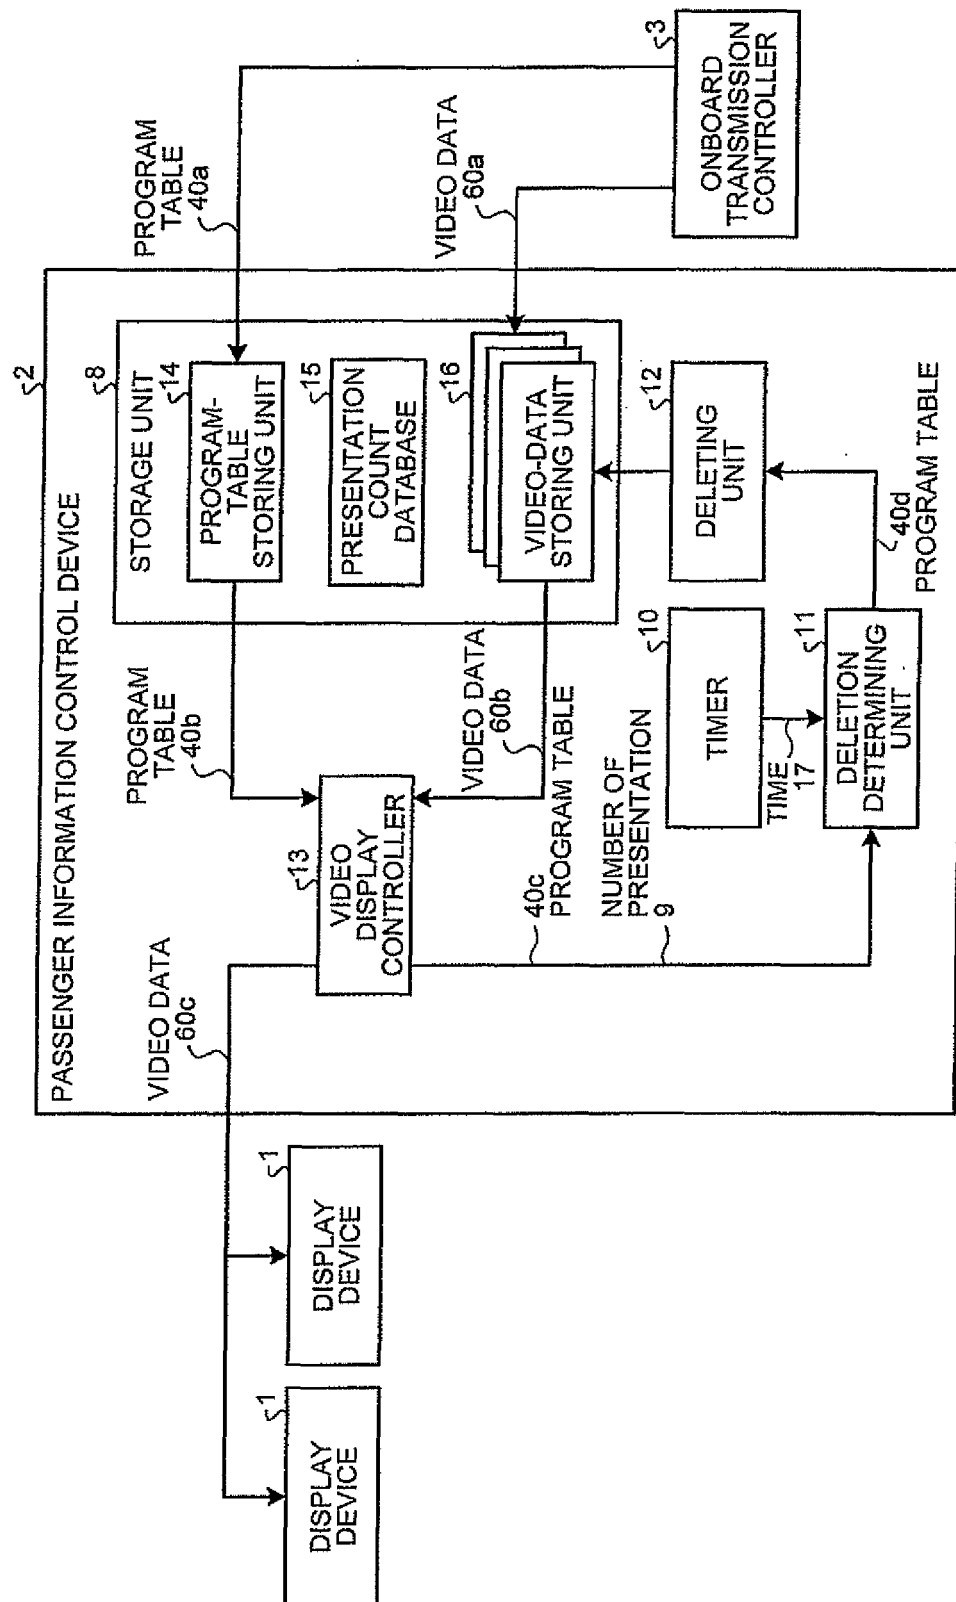 PASSENGER INFORMATION CONTROL DEVICE
2
STORAGE UNIT
8
PROGRAM-
TABLE
STORING UNIT
14
PRESENTATION
COUNT
DATABASE
15
VIDEO-DATA
STORING UNIT
16
PROGRAM
TABLE
40a
VIDEO DATA
60a
ONBOARD
TRANSMISSION
CONTROLLER
3
PROGRAM
TABLE
40b
VIDEO DATA
60b
VIDEO
DISPLAY
CONTROLLER
13
VIDEO DATA
60c
DISPLAY
DEVICE
1
DISPLAY
DEVICE
1
40c
PROGRAM TABLE
NUMBER OF
PRESENTATION
9
TIMER
10
TIME
17
DELETION
DETERMINING
UNIT
11
DELETING
UNIT
12
40d
PROGRAM TABLE